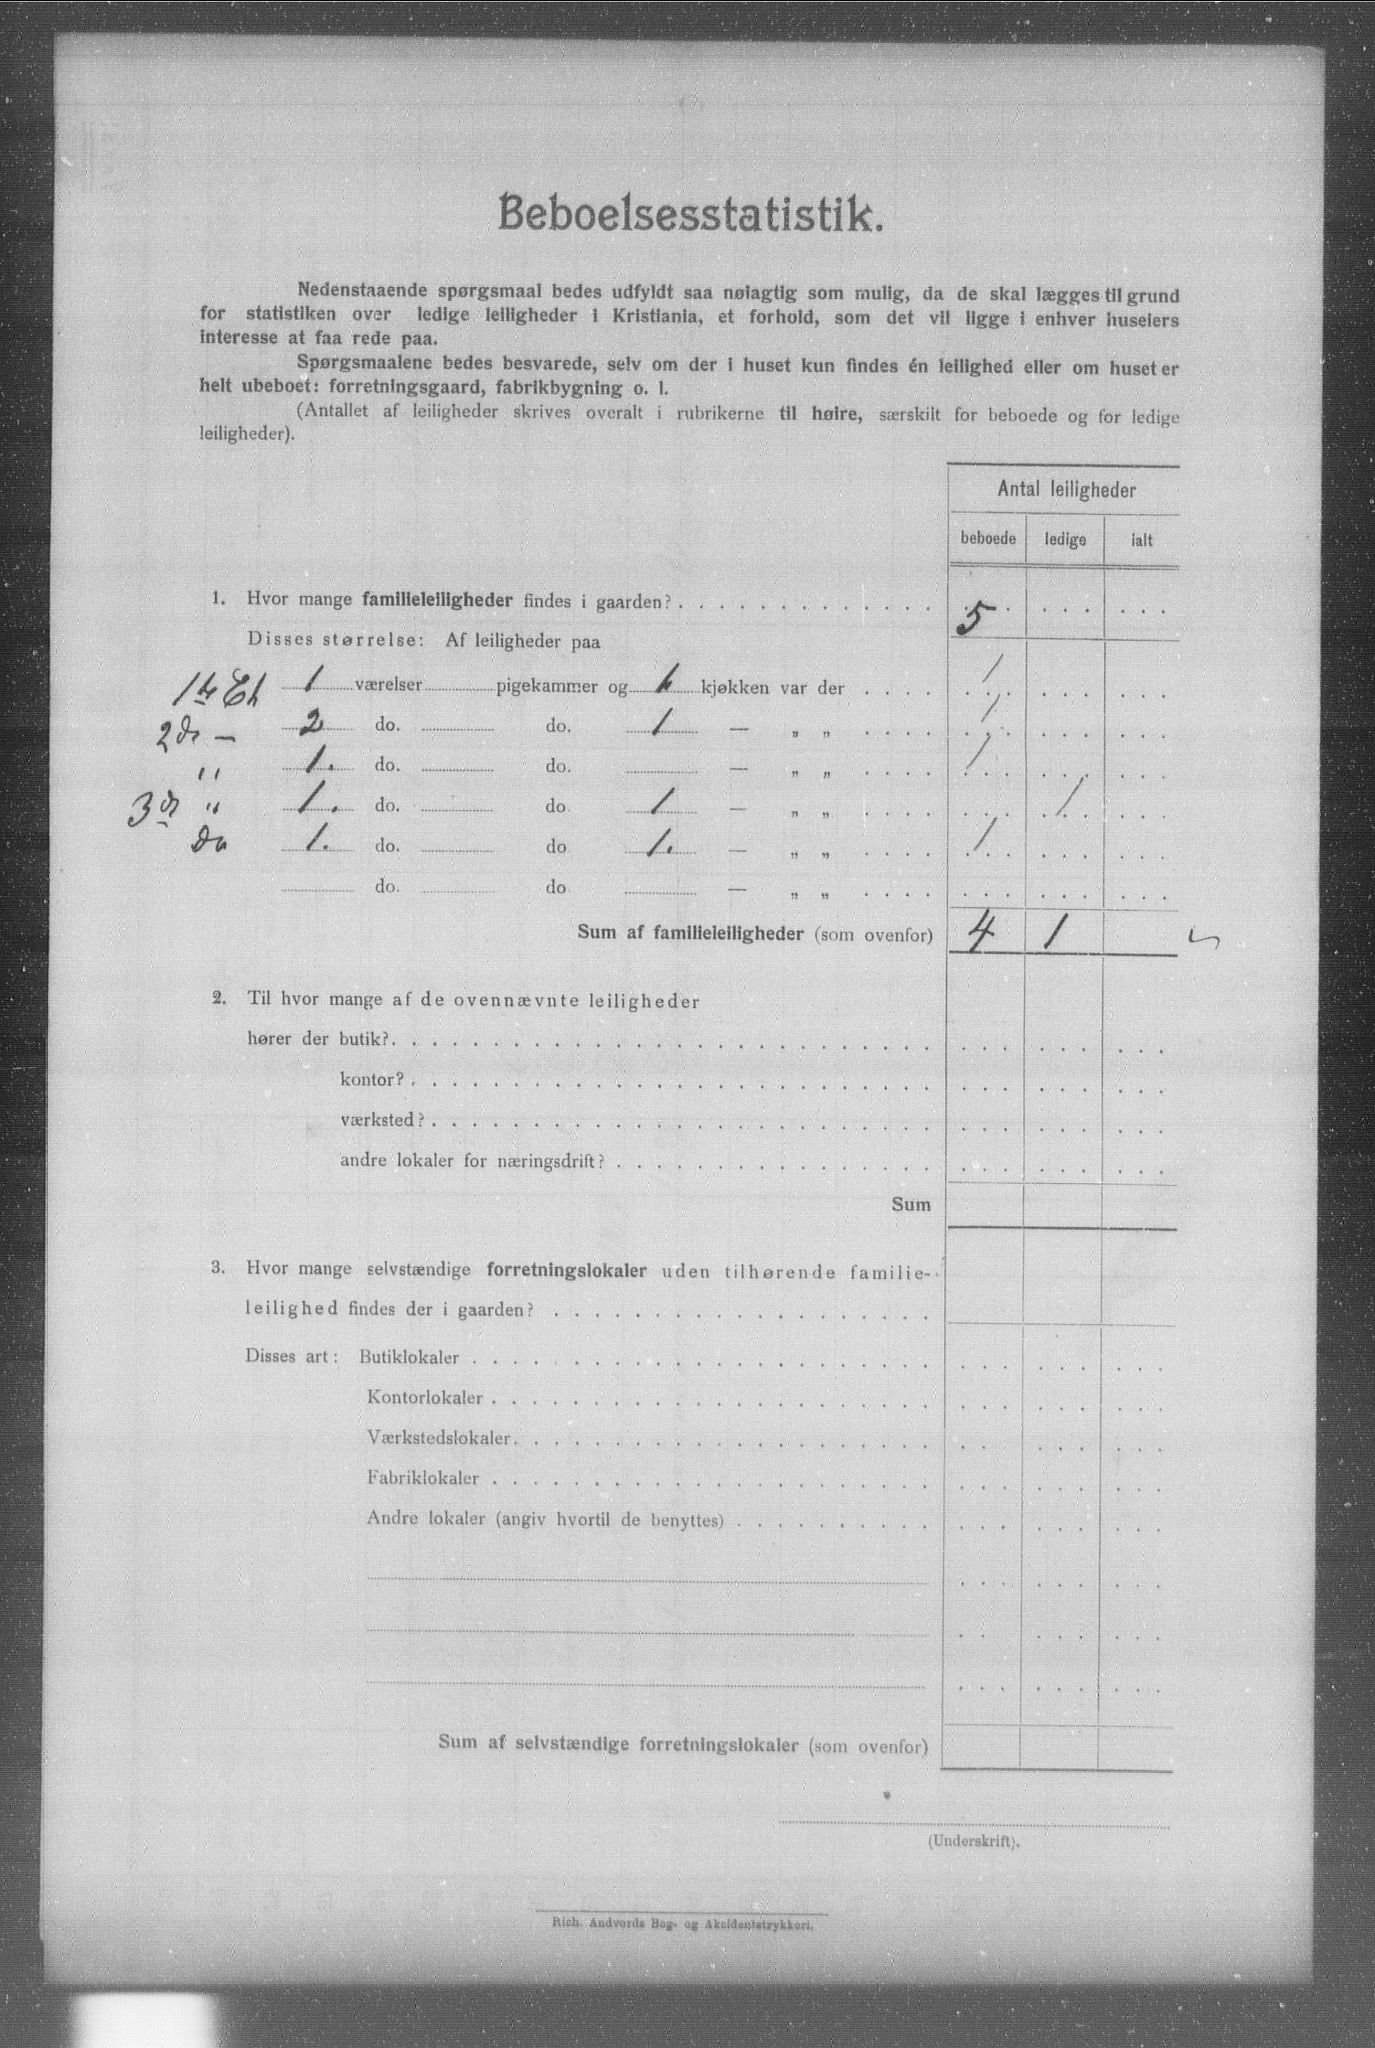 Beboelsesstatistik.
Nedenstaaende spørgsmaal bedes udfyldt saa nøiagtig som mulig, da de skal lægges til grund
for statistiken over ledige leiligheder i Kristiania, et forhold, som det vil ligge i enhver huseiers
interesse at faa rede paa.
Spørgsmaalene bedes besvarede, selv om der i huset kun findes én leilighed eller om huset er
helt ubeboet: forretningsgaard, fabrikbygning o. l.
(Antallet af leiligheder skrives overalt i rubrikerne til høire, særskilt for beboede og for ledige
leiligheder).
Antal leiligheder
beboede ledige ialt
1. Hvor mange familieleiligheder findes i gaarden? 5
Disses størrelse: Af leiligheder paa
1ste Et 1 værelser pigekammer og kjøkken var der 1
2de — 2 do. do. 1 — „ „ 1
" 1. do. do. — „ „ 1
3de " 1. do. do 1 — „ „ 1
do 1. do. do 1. — „ „ 1
do. do — „ „
Sum af familieleiligheder (som ovenfor) 4 1
2. Til hvor mange af de ovennævnte leiligheder
hører der butik?
kontor?
værksted?
andre lokaler for næringsdrift?
Sum
3. Hvor mange selvstændige forretningslokaler uden tilhørende familie-
leilighed findes der i gaarden?
Disses art: Butiklokaler
Kontorlokaler
Værkstedslokaler
Fabriklokaler
Andre lokaler (angiv hvortil de benyttes)
Sum af selvstændige forretningslokaler (som ovenfor)
(Underskrift).
Rich. Andvords Bog- og Akcidentstrykkeri.